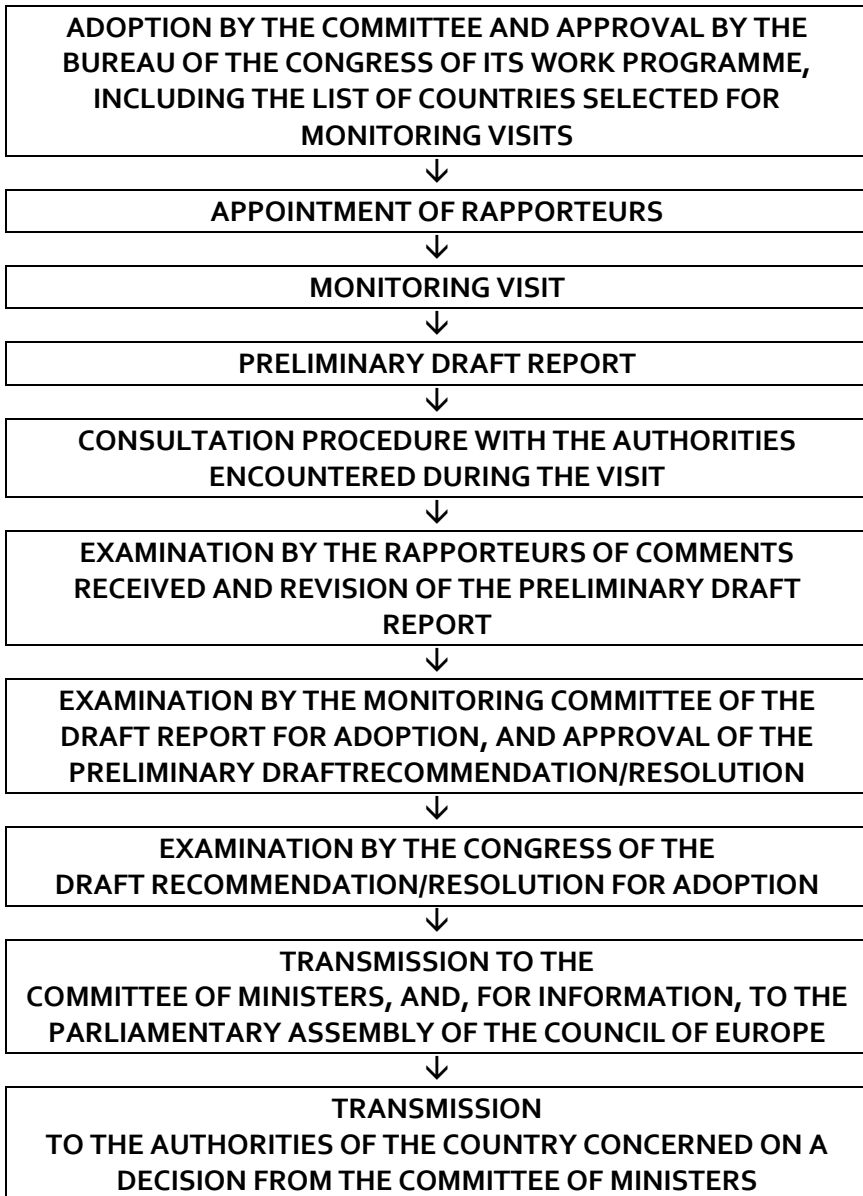 ADOPTION BY THE COMMITTEE AND APPROVAL BY THE
BUREAU OF THE CONGRESS OF ITS WORK PROGRAMME,
INCLUDING THE LIST OF COUNTRIES SELECTED FOR
MONITORING VISITS
↓
APPOINTMENT OF RAPPORTEURS
↓
MONITORING VISIT
↓
PRELIMINARY DRAFT REPORT
↓
CONSULTATION PROCEDURE WITH THE AUTHORITIES
ENCOUNTERED DURING THE VISIT
↓
EXAMINATION BY THE RAPPORTEURS OF COMMENTS
RECEIVED AND REVISION OF THE PRELIMINARY DRAFT
REPORT
↓
EXAMINATION BY THE MONITORING COMMITTEE OF THE
DRAFT REPORT FOR ADOPTION, AND APPROVAL OF THE
PRELIMINARY DRAFTRECOMMENDATION/RESOLUTION
↓
EXAMINATION BY THE CONGRESS OF THE
DRAFT RECOMMENDATION/RESOLUTION FOR ADOPTION
↓
TRANSMISSION TO THE
COMMITTEE OF MINISTERS, AND, FOR INFORMATION, TO THE
PARLIAMENTARY ASSEMBLY OF THE COUNCIL OF EUROPE
↓
TRANSMISSION
TO THE AUTHORITIES OF THE COUNTRY CONCERNED ON A
DECISION FROM THE COMMITTEE OF MINISTERS